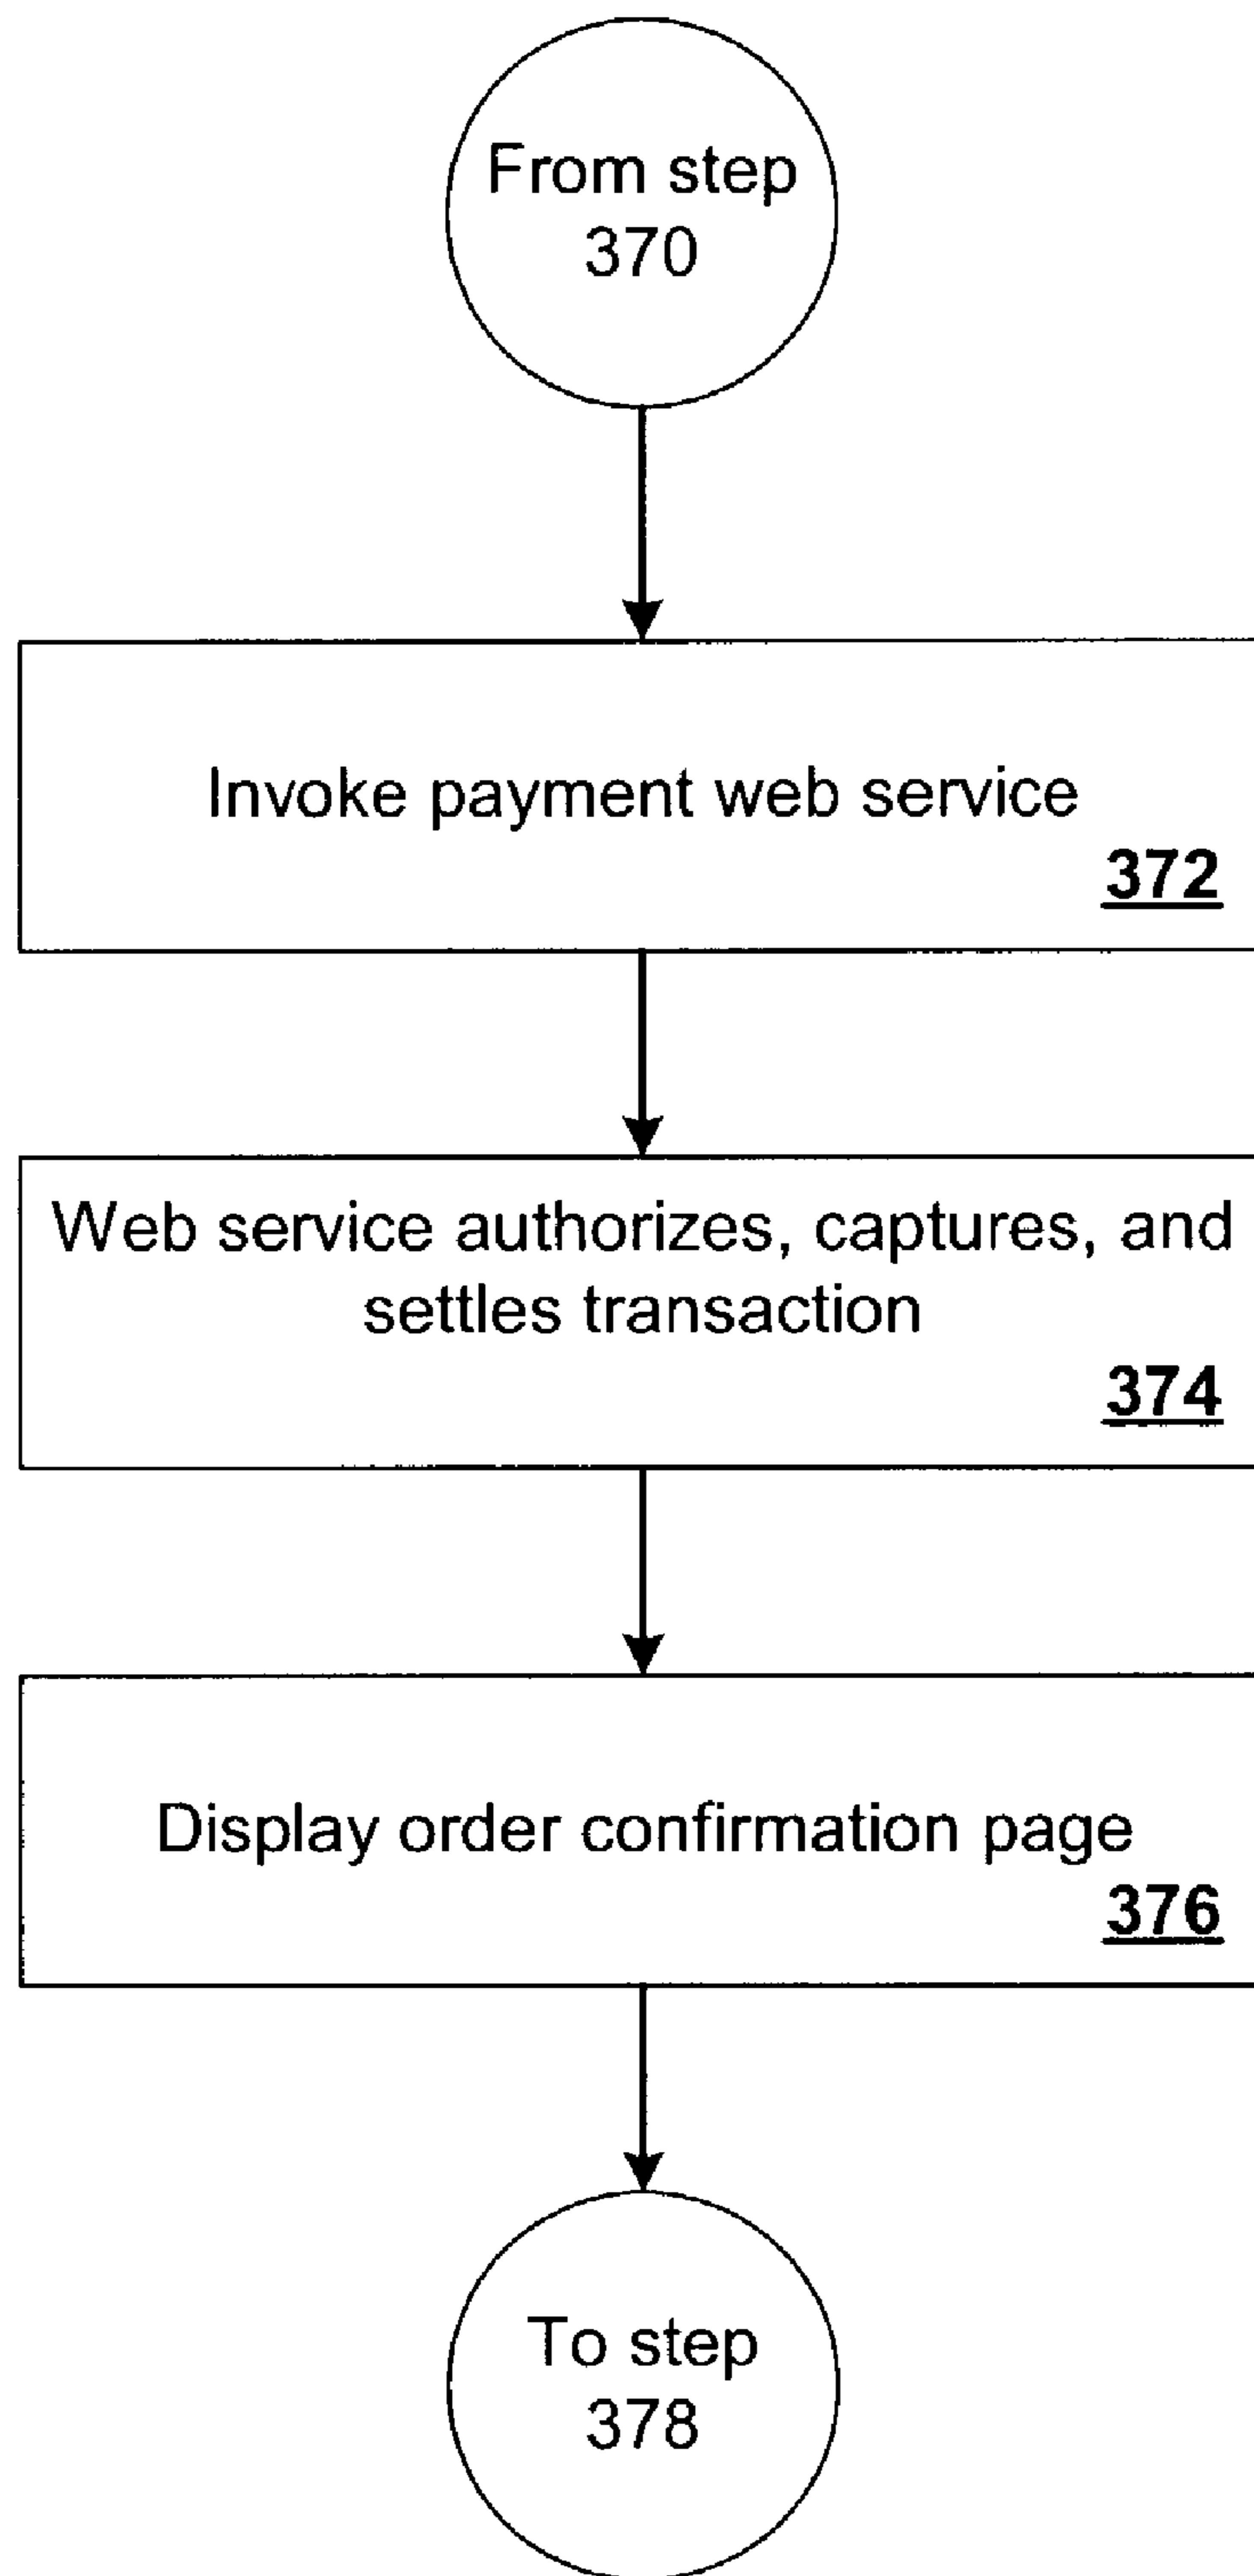 From step
370
Invoke payment web service
372
Web service authorizes, captures, and
settles transaction
374
Display order confirmation page
376
To step
378